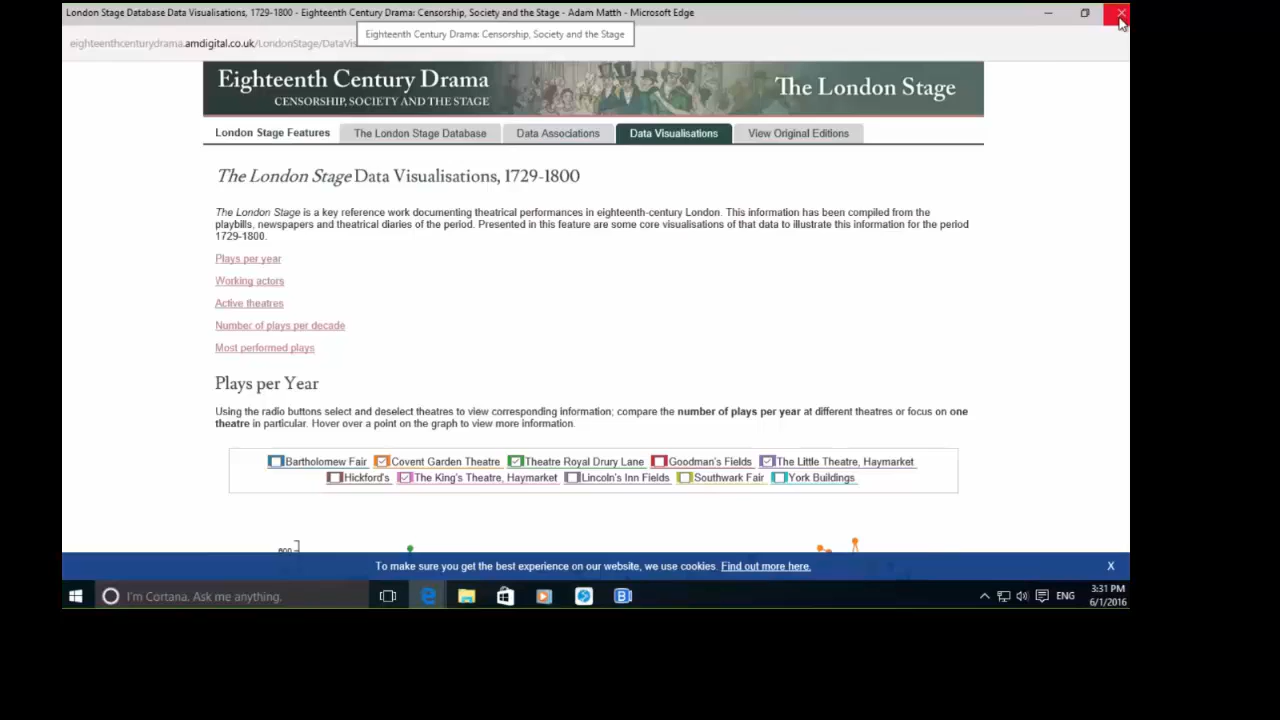 London Stage Database Data Visualisations, 1729-1800 - Eighteenth Century Drama: Censorship, Society and the Stage - Adam Matth - Microsoft Edge
Eighteenth Century Drama: Censorship, Society and the Stage
eighteenthcenturydrama.amdigital.co.uk/LondonStage/DataVis
Eighteenth Century Drama
CENSORSHIP, SOCIETY AND THE STAGE
The London Stage
London Stage Features
The London Stage Database
Data Associations
Data Visualisations
View Original Editions
The London Stage Data Visualisations, 1729-1800
The London Stage is a key reference work documenting theatrical performances in eighteenth-century London. This information has been compiled from the
playbills, newspapers and theatrical diaries of the period. Presented in this feature are some core visualisations of that data to illustrate this information for the period
1729-1800.
Plays per year
Working actors
Active theatres
Number of plays per decade
Most performed plays
Plays per Year
Using the radio buttons select and deselect theatres to view corresponding information; compare the number of plays per year at different theatres or focus on one
theatre in particular. Hover over a point on the graph to view more information.
Bartholomew Fair Covent Garden Theatre Theatre Royal Drury Lane Goodman's Fields The Little Theatre, Haymarket
Hickford's The King's Theatre, Haymarket Lincoln's Inn Fields Southwark Fair York Buildings
To make sure you get the best experience on our website, we use cookies. Find out more here. X
I'm Cortana. Ask me anything.
ENG
3:31 PM
6/1/2016